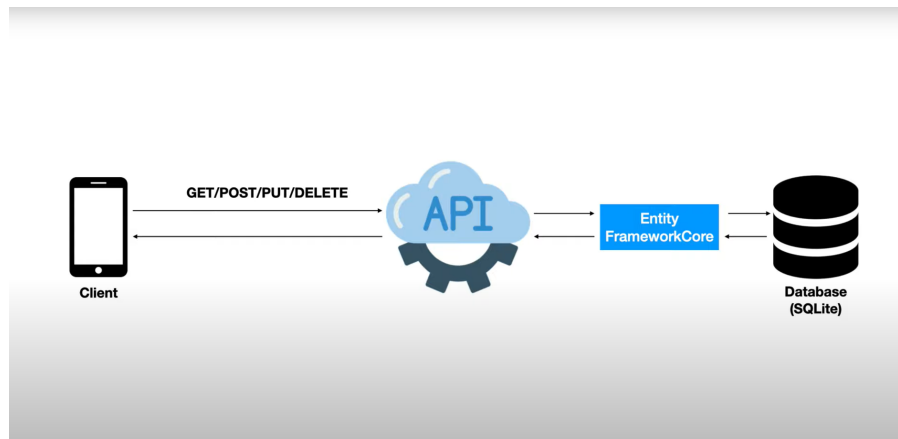 GET/POST/PUT/DELETE
API
Entity
FrameworkCore
Client
Database
(SQLite)